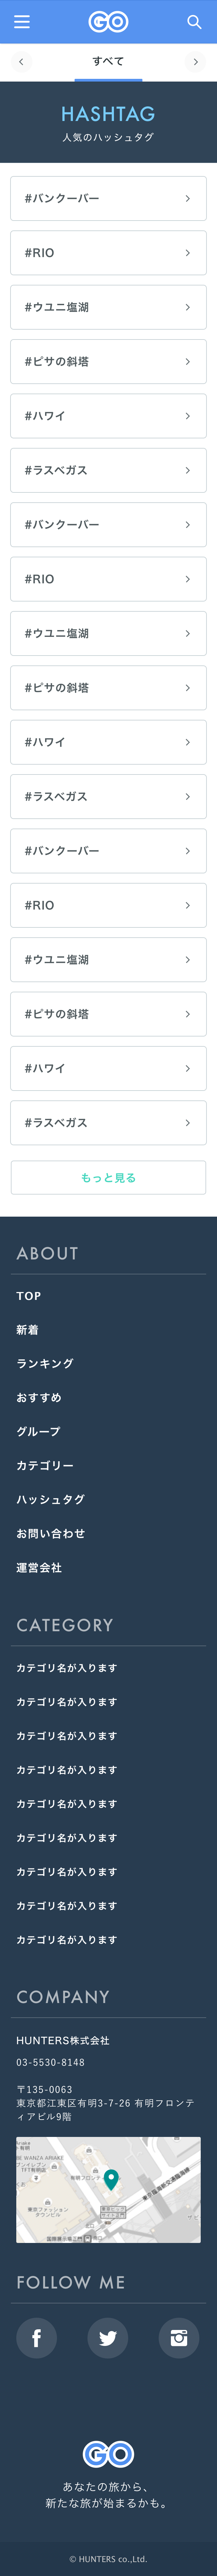 GO
すべて
HASHTAG
人気のハッシュタグ
#バンクーバー
#RIO
#ウユニ塩湖
#ピサの斜塔
#ハワイ
#ラスベガス
#バンクーバー
#RIO
#ウユニ塩湖
#ピサの斜塔
#ハワイ
#ラスベガス
#バンクーバー
#RIO
#ウユニ塩湖
#ピサの斜塔
#ハワイ
#ラスベガス
もっと見る
ABOUT
TOP
新着
ランキング
おすすめ
グループ
カテゴリー
ハッシュタグ
お問い合わせ
運営会社
CATEGORY
カテゴリ名が入ります
カテゴリ名が入ります
カテゴリ名が入ります
カテゴリ名が入ります
カテゴリ名が入ります
カテゴリ名が入ります
カテゴリ名が入ります
カテゴリ名が入ります
カテゴリ名が入ります
COMPANY
HUNTERS株式会社
03-5530-8148
〒135-0063
東京都江東区有明3-7-26 有明フロンテ
ィアビル9階
FOLLOW ME
GO
あなたの旅から、
新たな旅が始まるかも。
© HUNTERS co.,Ltd.